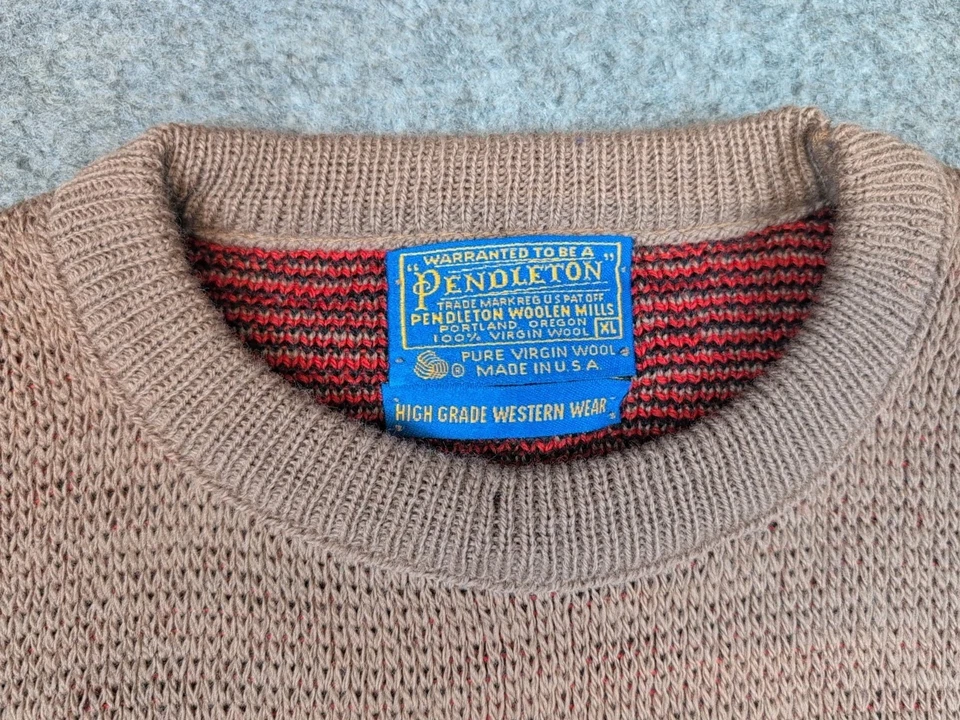 "WARRANTED TO BE A"
PENDLETON
TRADE MARK REG U S PAT OFF
PENDLETON WOOLEN MILLS
PORTLAND, OREGON
100% VIRGIN WOOL XL
® PURE VIRGIN WOOL
MADE IN U.S.A.
HIGH GRADE WESTERN WEAR